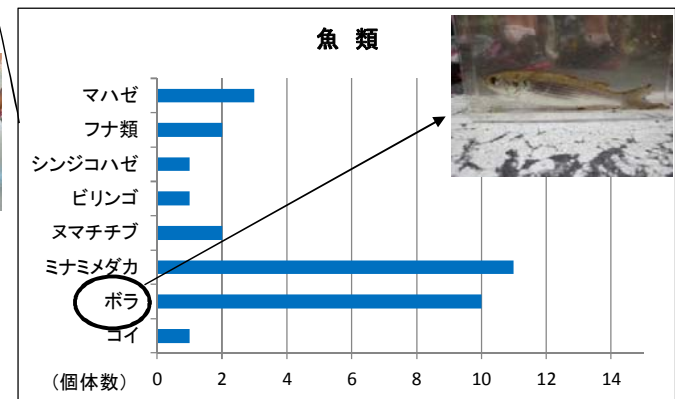 魚 類
マハゼ
フナ類
シンジコハゼ
ビリンゴ
ヌマチチブ
ミナミメダカ
ボラ
コイ
(個体数) 0 2 4 6 8 10 12 14